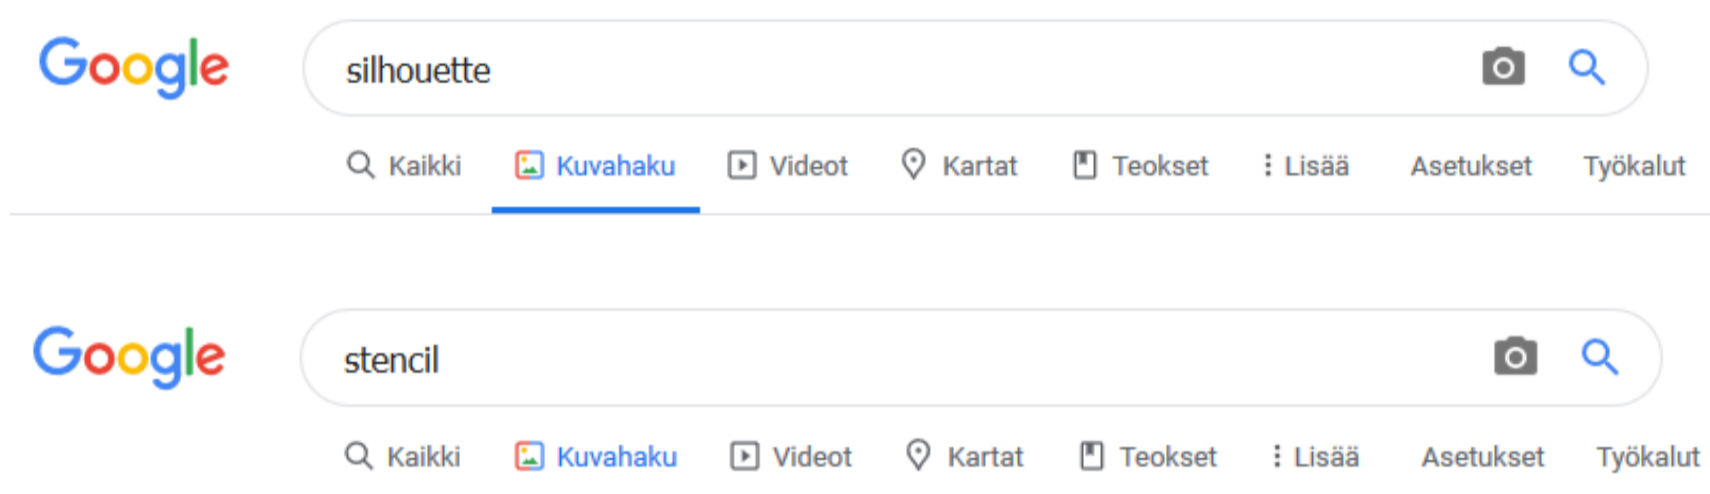 Google silhouette
Kaikki Kuvahaku Videot Kartat Teokset Lisää Asetukset Työkalut
Google stencil
Kaikki Kuvahaku Videot Kartat Teokset Lisää Asetukset Työkalut